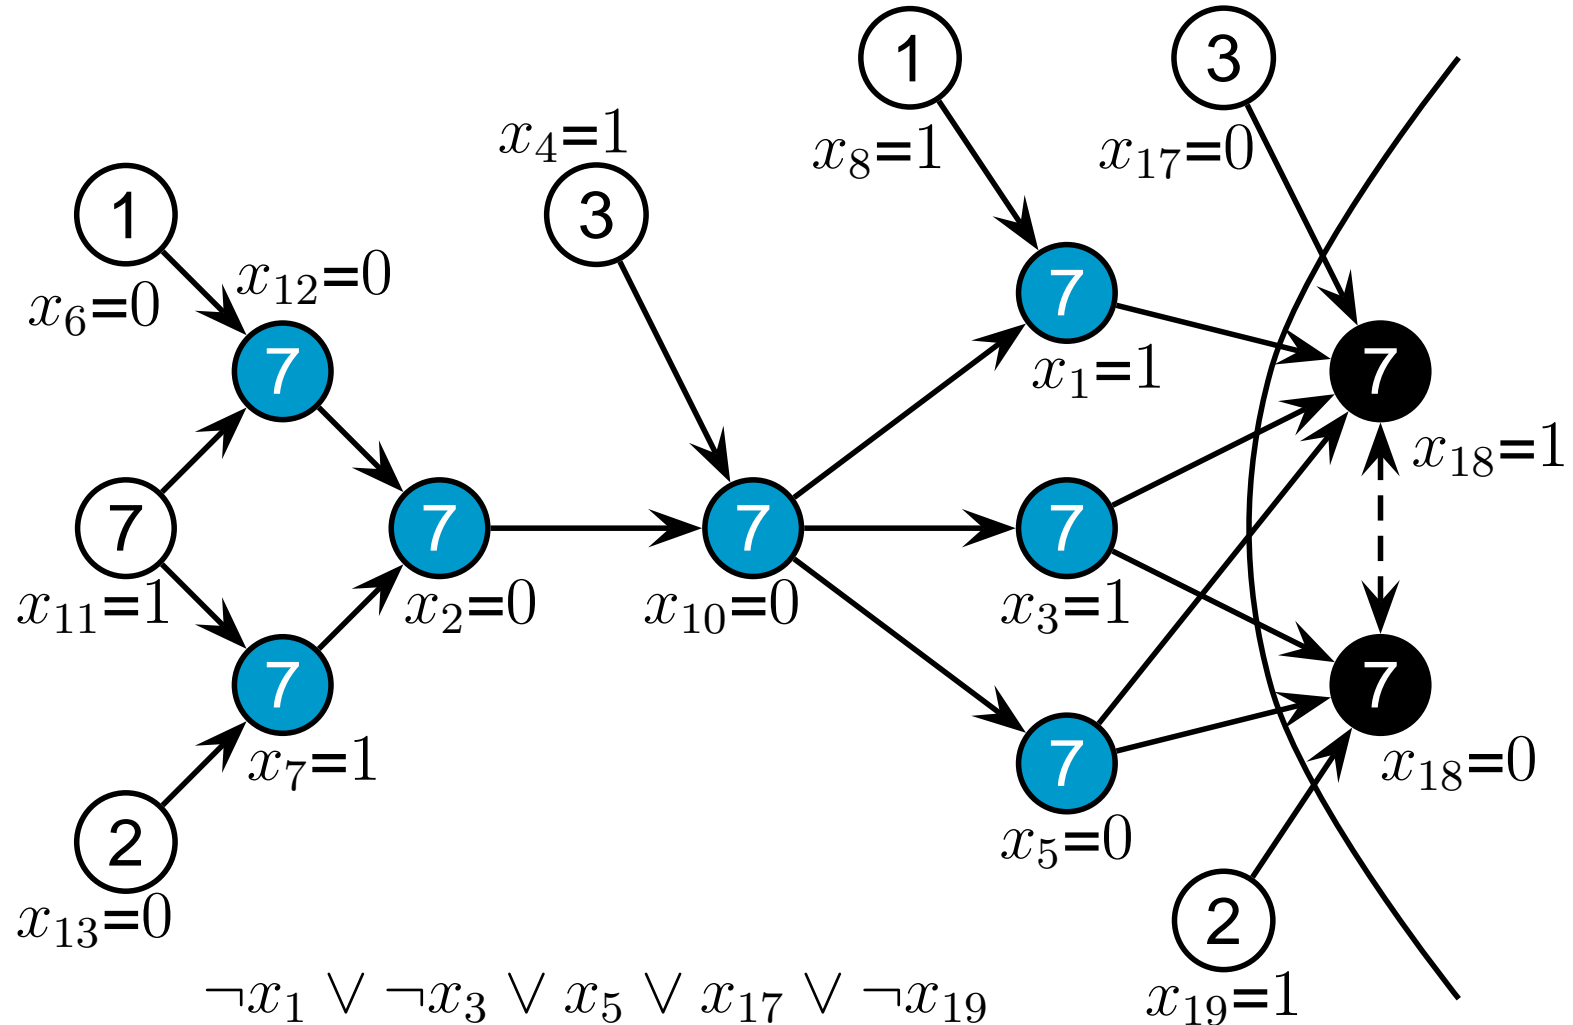 1
3
x₄=1
x₈=1
x₁₇=0
1
3
x₆=0
x₁₂=0
7
7
7
x₁=1
x₁₈=1
7
7
7
7
x₁₁=1
x₂=0
x₁₀=0
x₃=1
7
7
x₇=1
7
x₁₈=0
2
x₅=0
x₁₃=0
2
¬x₁ ∨ ¬x₃ ∨ x₅ ∨ x₁₇ ∨ ¬x₁₉
x₁₉=1